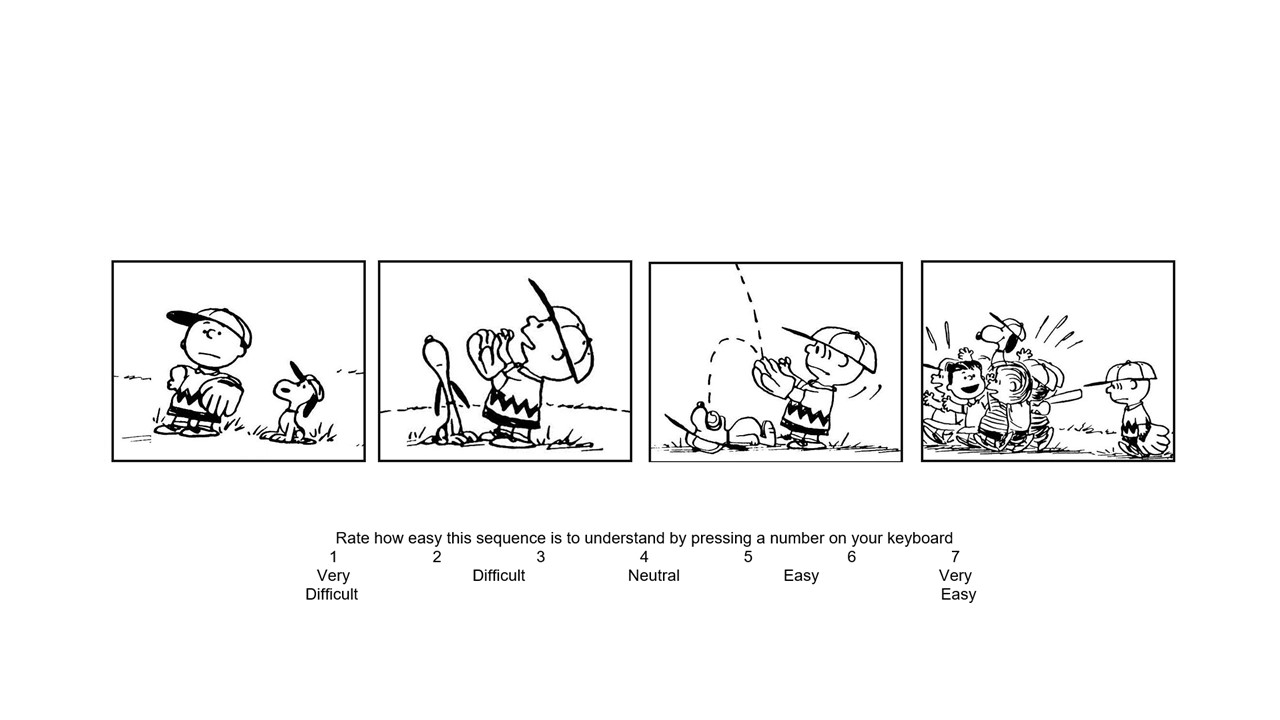 Rate how easy this sequence is to understand by pressing a number on your keyboard
1 2 3 4 5 6 7
Very Difficult Neutral Easy Very
Difficult Easy